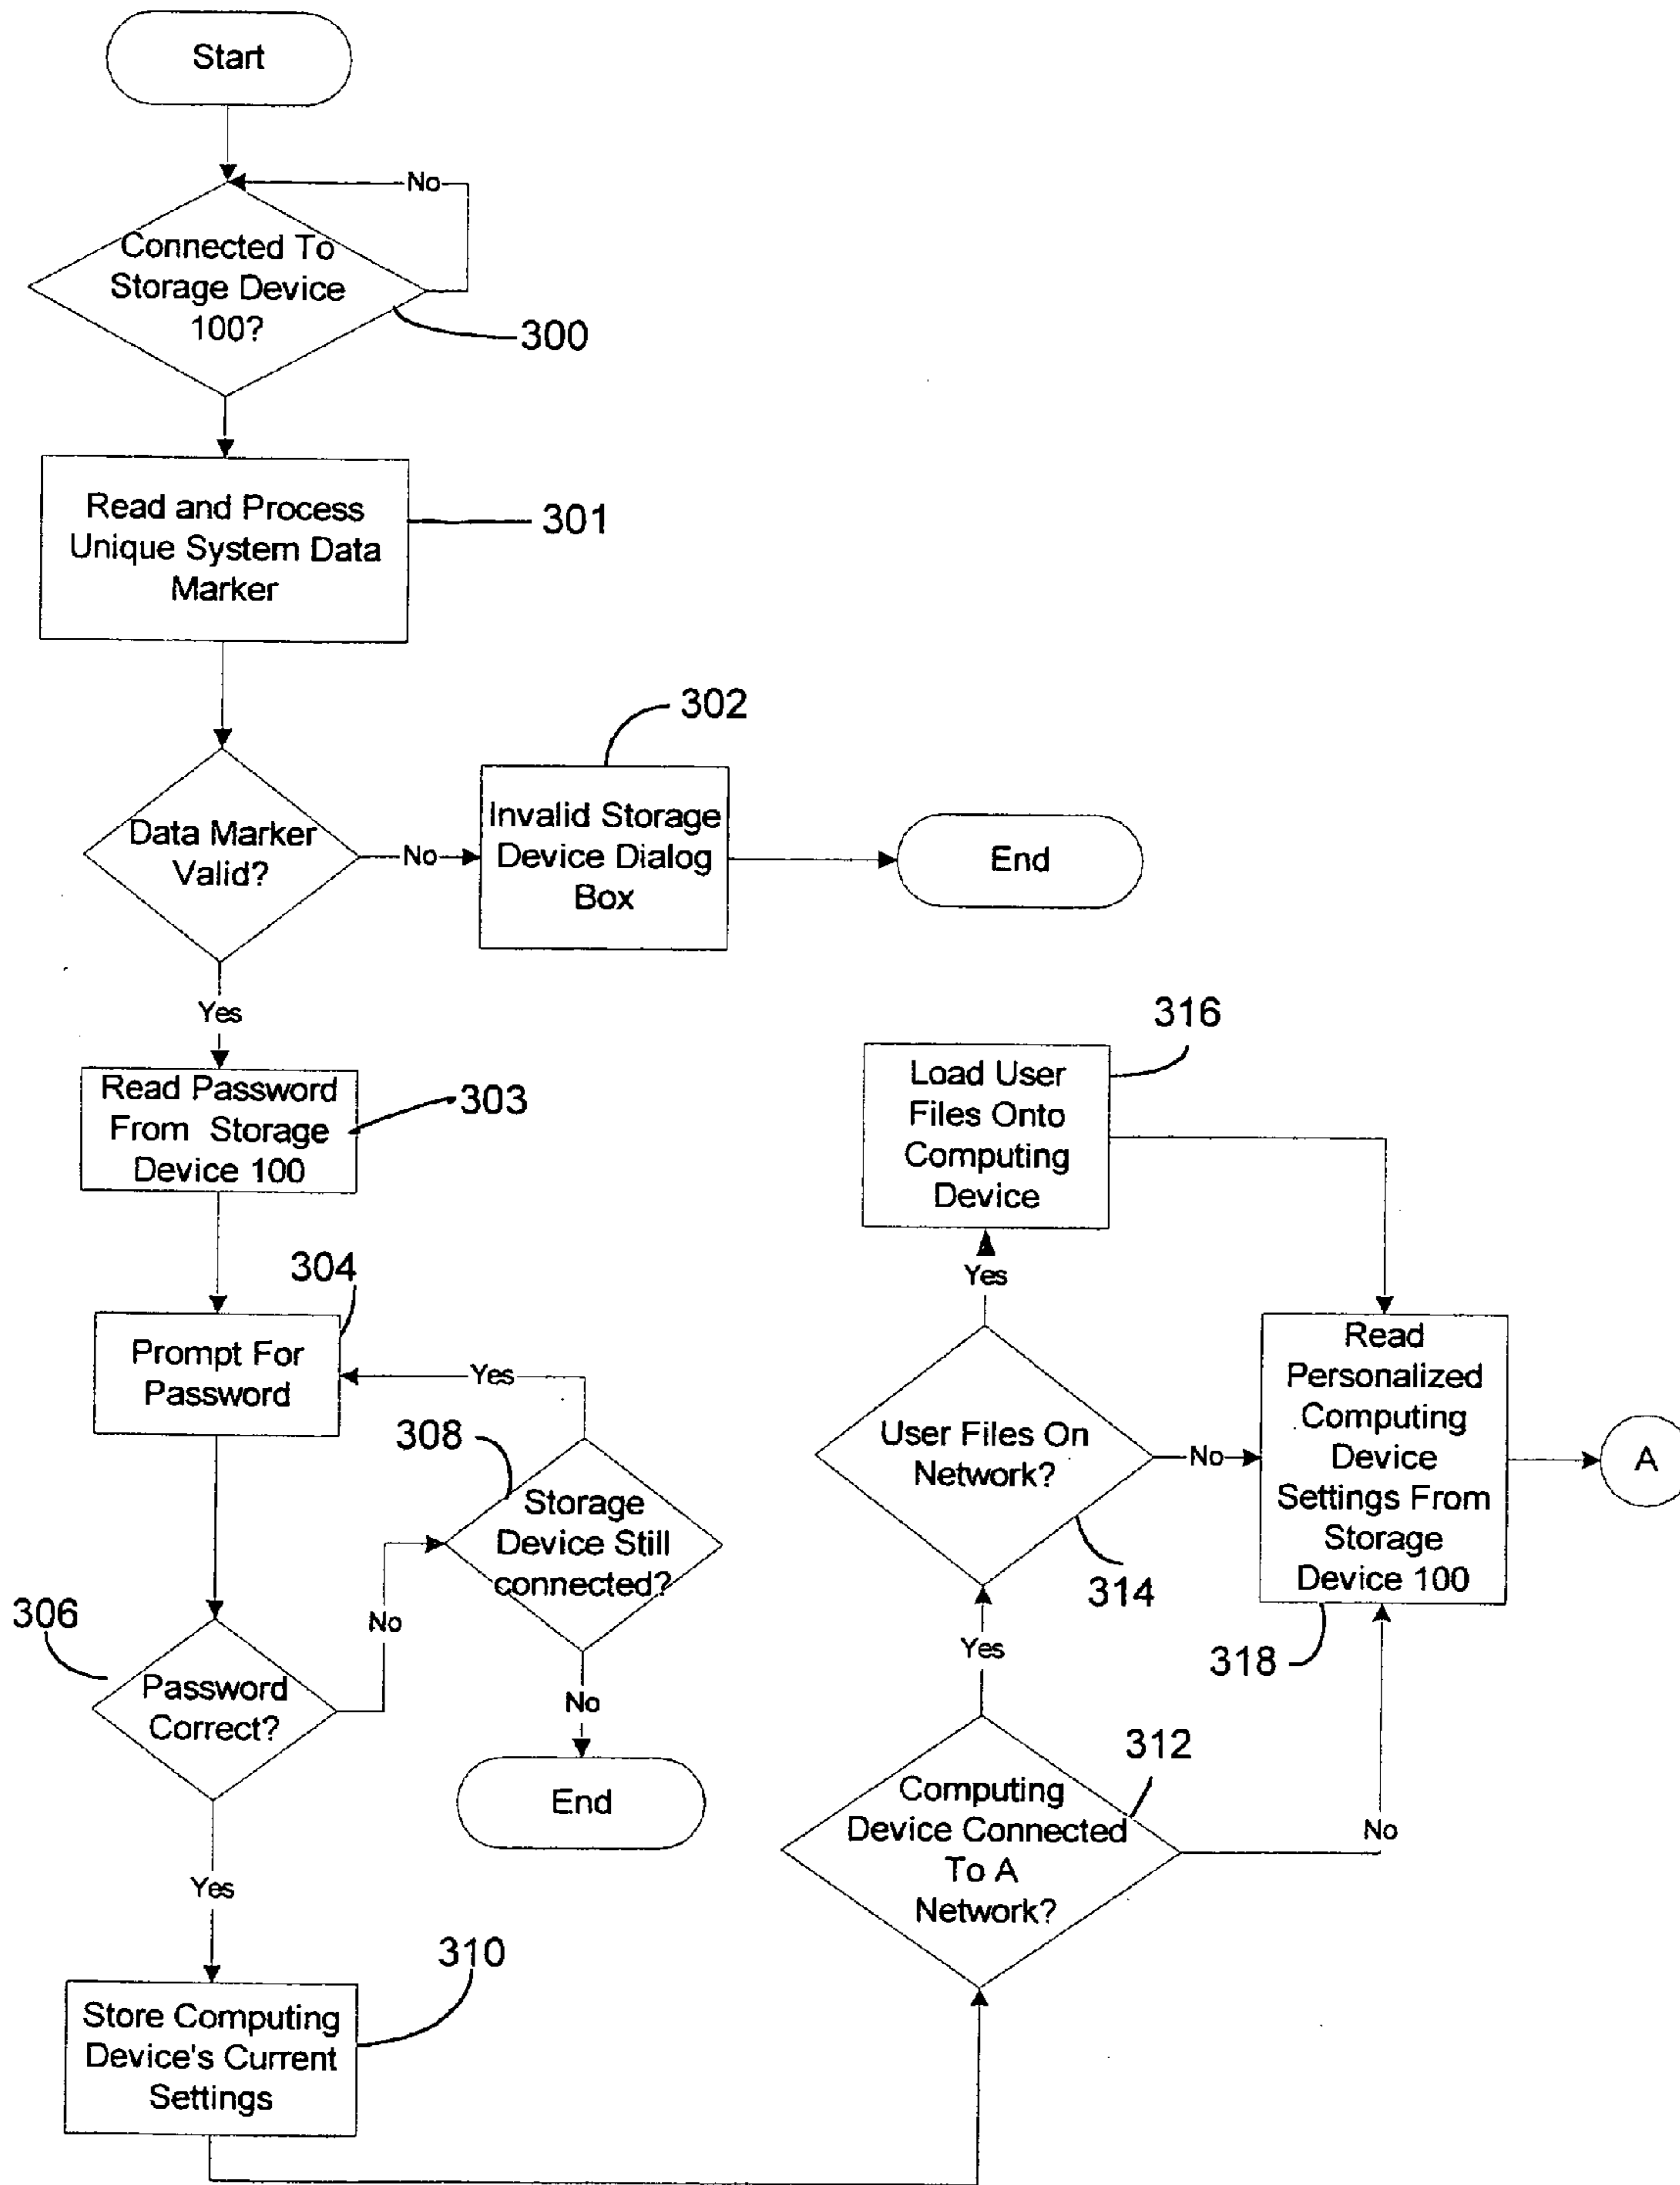 Start
No
Connected To
Storage Device
100?
300
Read and Process
Unique System Data
Marker
301
302
Data Marker
Valid?
No
Invalid Storage
Device Dialog
Box
End
Yes
Read Password
From Storage
Device 100
303
304
Prompt For
Password
Yes
308
Storage
Device Still
connected?
306
Password
Correct?
No
No
End
Yes
310
Store Computing
Device's Current
Settings
316
Load User
Files Onto
Computing
Device
Yes
User Files On
Network?
No
314
Read
Personalized
Computing
Device
Settings From
Storage
Device 100
A
318
Yes
312
Computing
Device Connected
To A
Network?
No